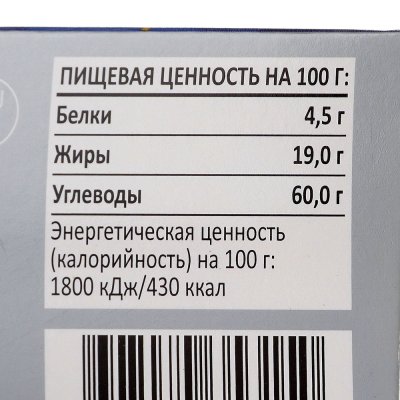 ПИЩЕВАЯ ЦЕННОСТЬ НА 100 Г:
Белки 4,5 г
Жиры 19,0 г
Углеводы 60,0 г
Энергетическая ценность
(калорийность) на 100 г:
1800 кДж/430 ккал